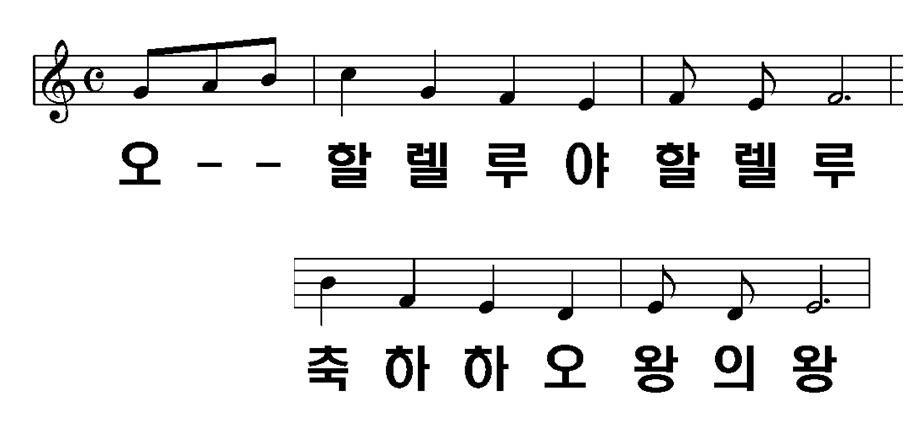 오 - - 할 렐 루 야 할 렐 루
축 하 하 오 왕 의 왕